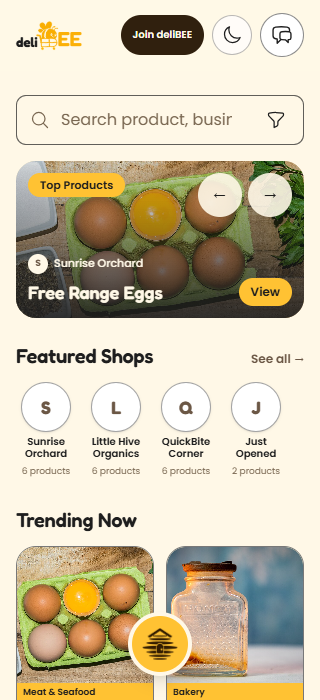 deliBEE
Join deliBEE
Search product, busir
Top Products
← →
S Sunrise Orchard
Free Range Eggs
View
Featured Shops
See all →
S L Q J
Sunrise Orchard
6 products
Little Hive Organics
6 products
QuickBite Corner
6 products
Just Opened
2 products
Trending Now
Meat & Seafood
Bakery